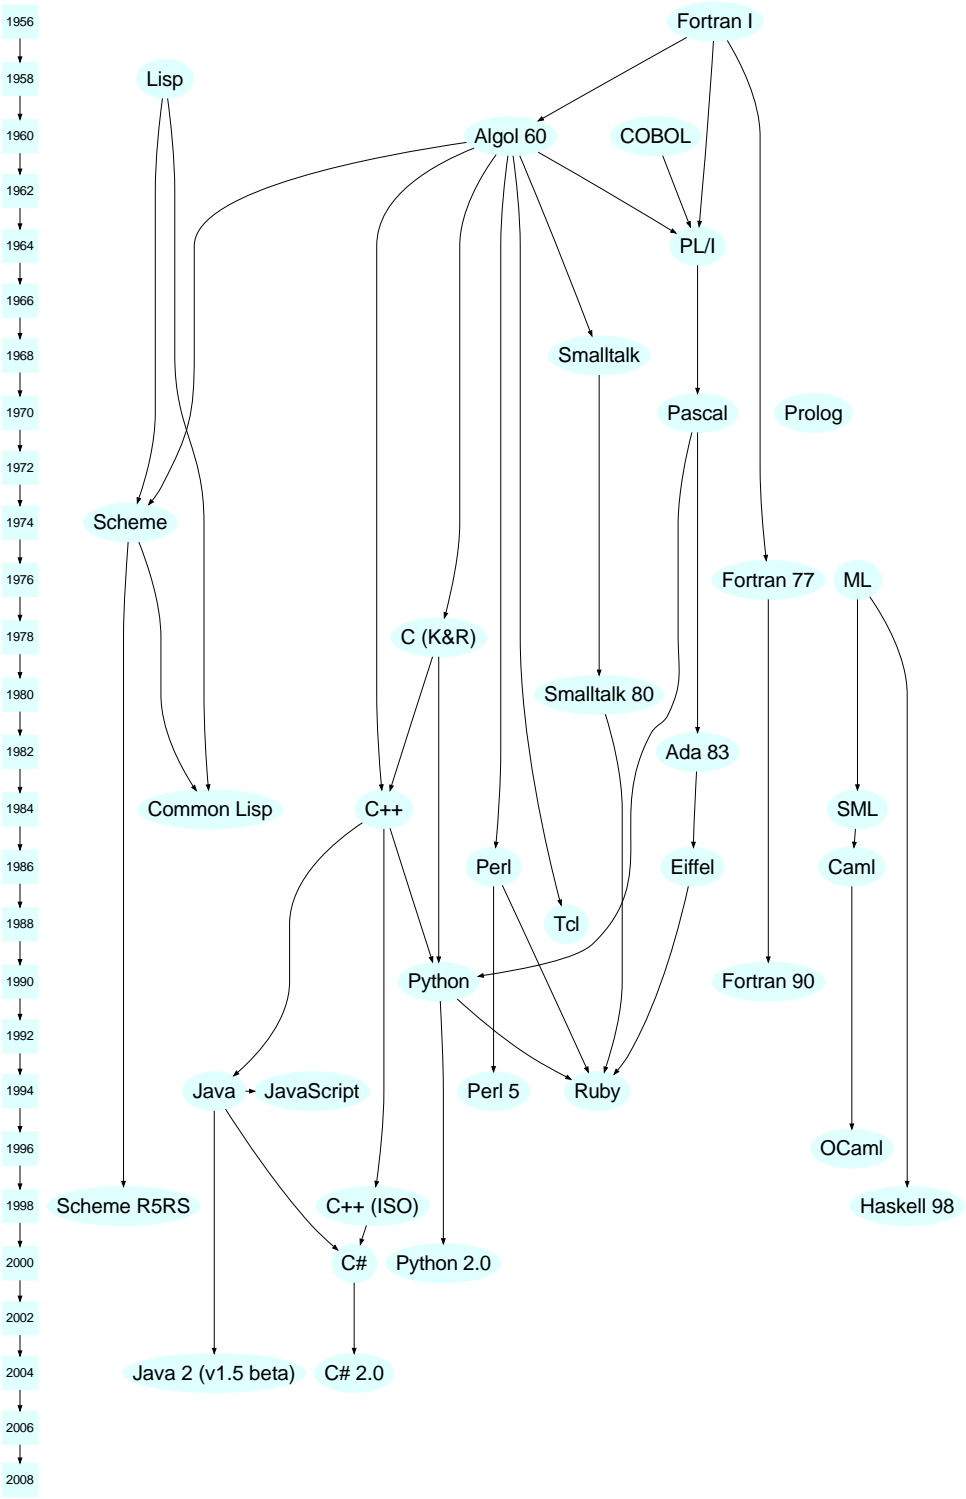 1956
Fortran I
1958
Lisp
1960
Algol 60
COBOL
1962
1964
PL/I
1966
1968
Smalltalk
1970
Pascal
Prolog
1972
1974
Scheme
1976
Fortran 77
ML
1978
C (K&R)
1980
Smalltalk 80
1982
Ada 83
1984
Common Lisp
C++
SML
1986
Perl
Eiffel
Caml
1988
Tcl
1990
Python
Fortran 90
1992
1994
Java
JavaScript
Perl 5
Ruby
1996
OCaml
1998
Scheme R5RS
C++ (ISO)
Haskell 98
2000
C#
Python 2.0
2002
2004
Java 2 (v1.5 beta)
C# 2.0
2006
2008